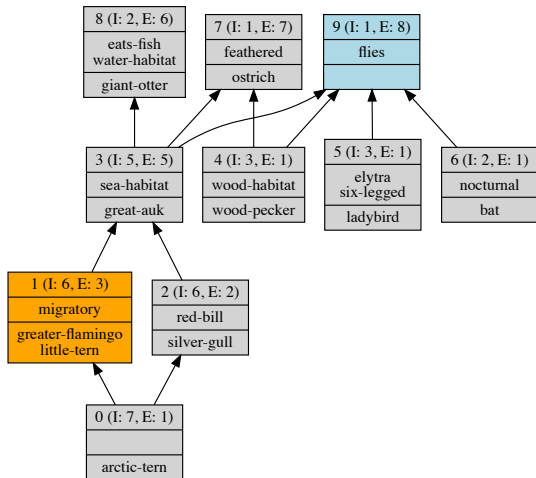 8 (I: 2, E: 6)
eats-fish
water-habitat
giant-otter
7 (I: 1, E: 7)
feathered
ostrich
9 (I: 1, E: 8)
flies
3 (I: 5, E: 5)
sea-habitat
great-auk
4 (I: 3, E: 1)
wood-habitat
wood-pecker
5 (I: 3, E: 1)
elytra
six-legged
ladybird
6 (I: 2, E: 1)
nocturnal
bat
1 (I: 6, E: 3)
migratory
greater-flamingo
little-tern
2 (I: 6, E: 2)
red-bill
silver-gull
0 (I: 7, E: 1)
arctic-tern